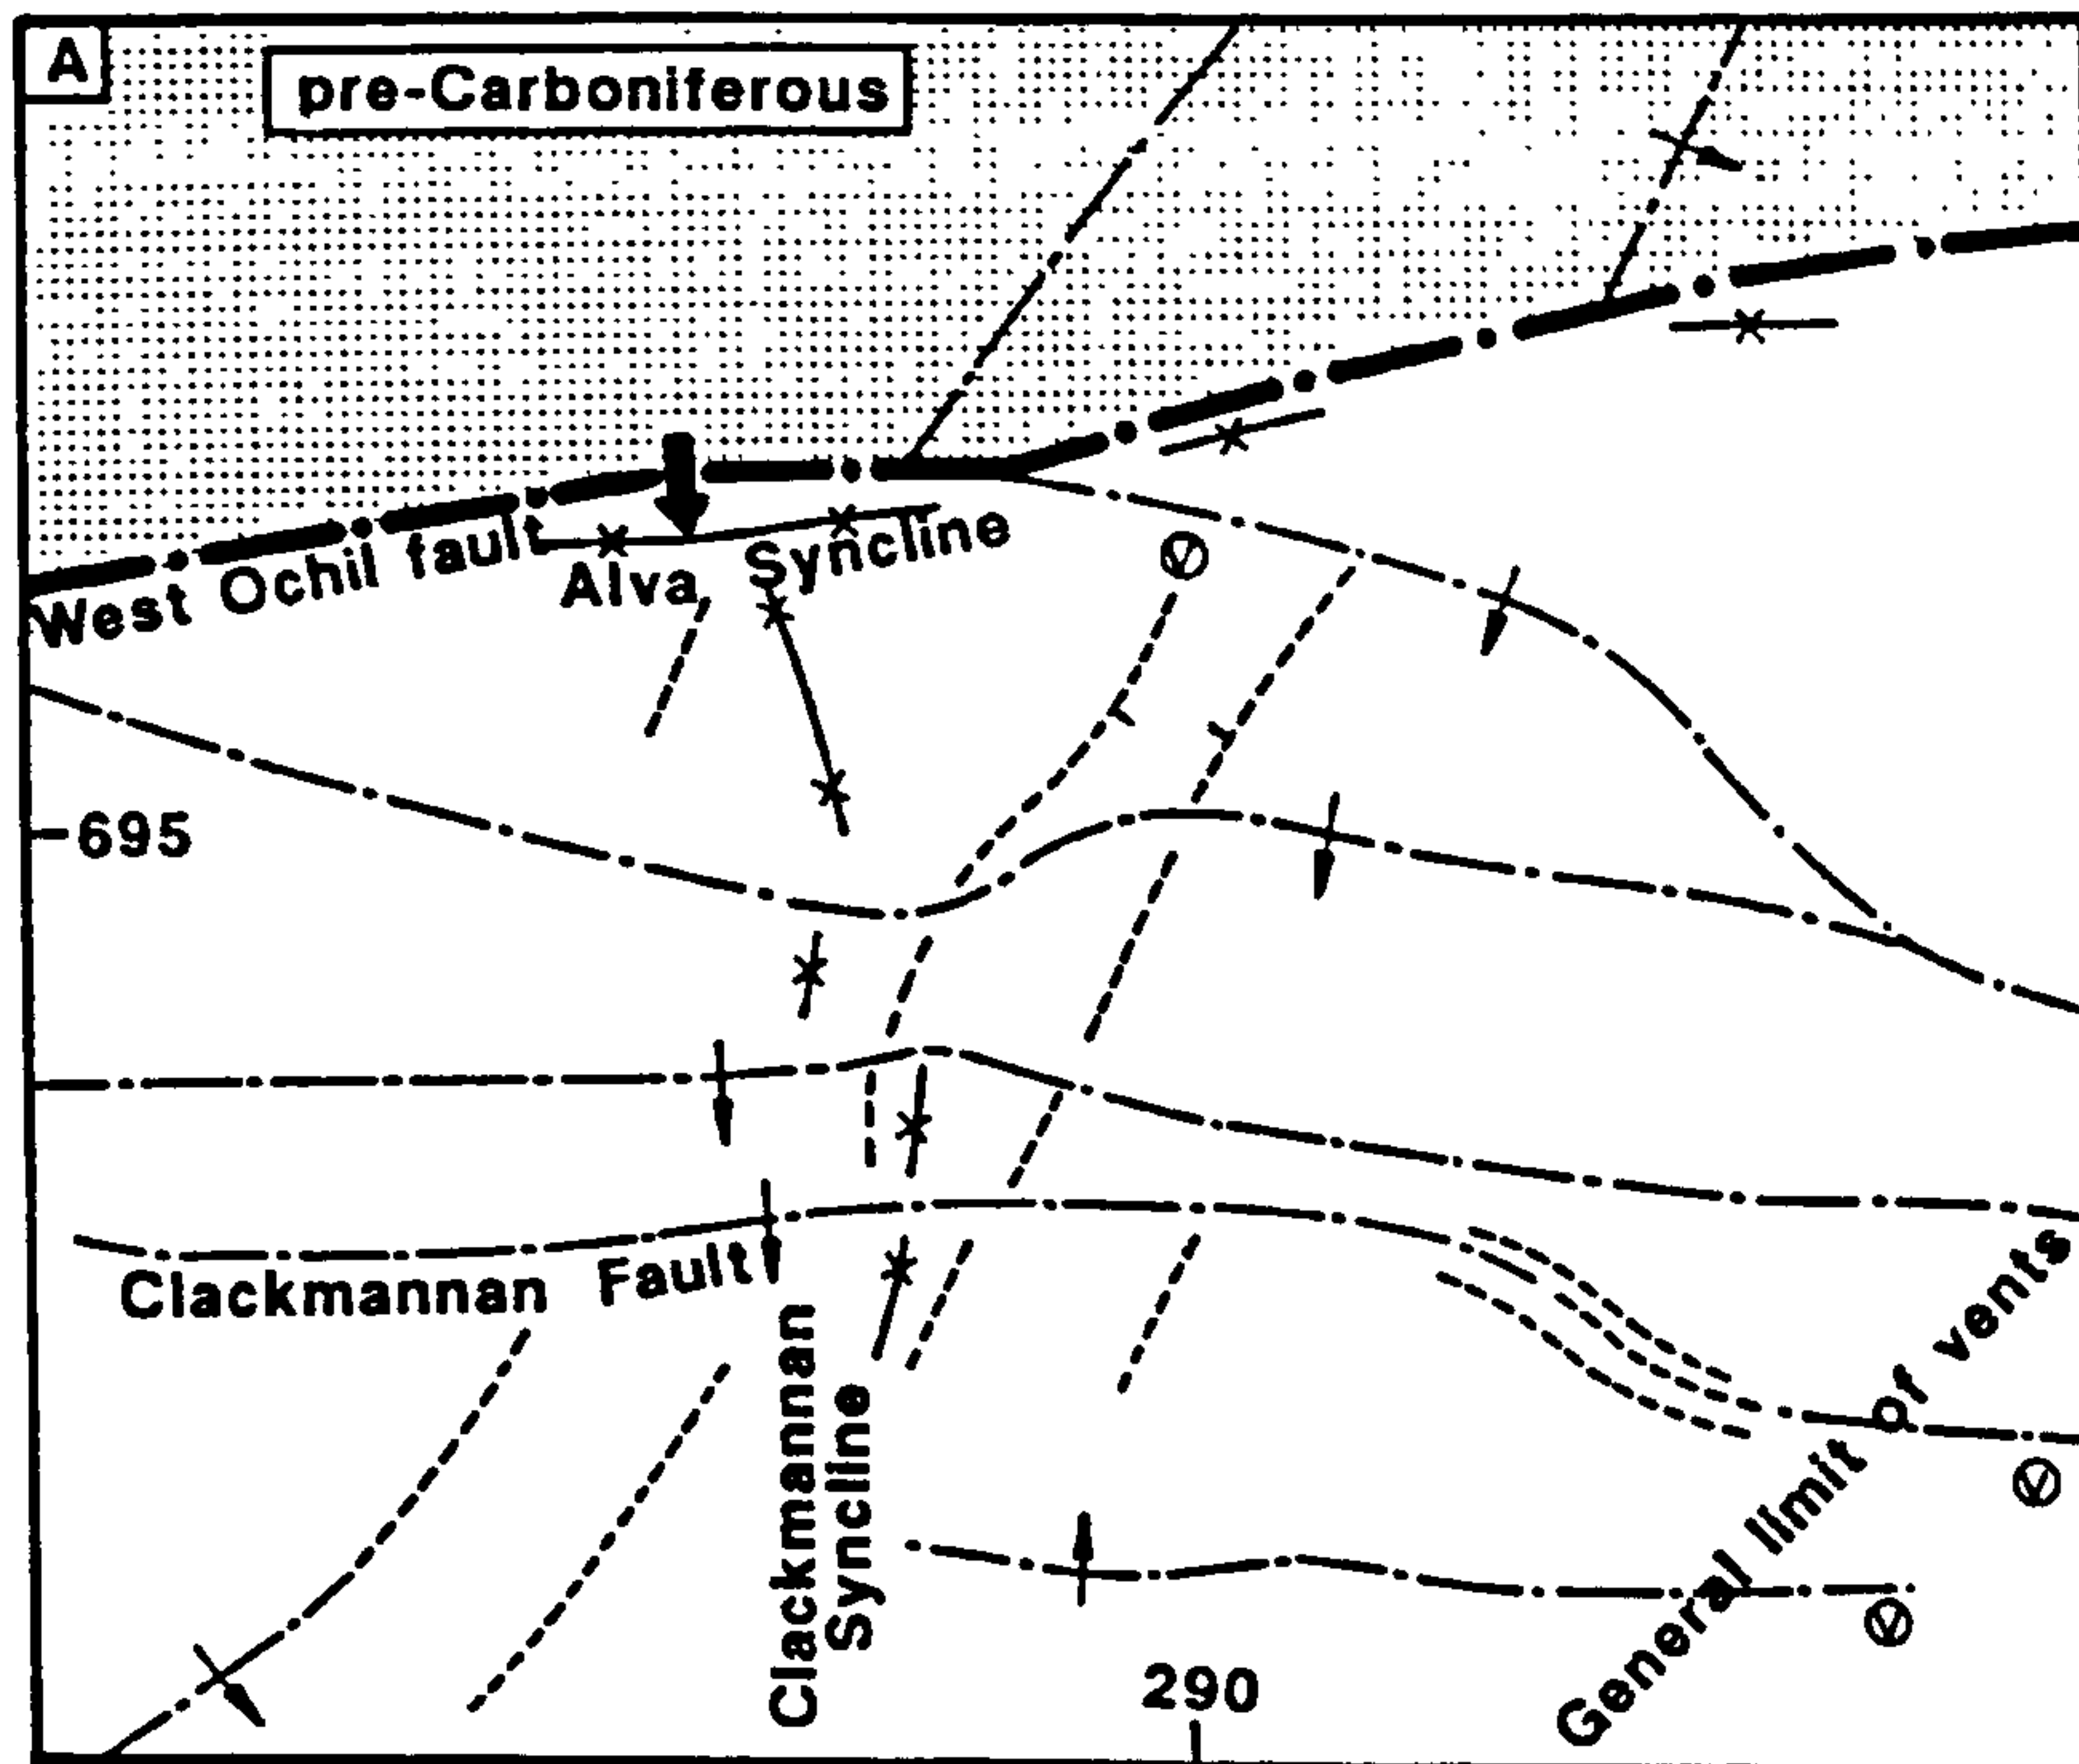 A
pre-Carboniferous
West Ochil fault
Alva Syncline
V
695
Clackmannan Fault
Clackmannan
Syncline
General limit of vents
V
V
290